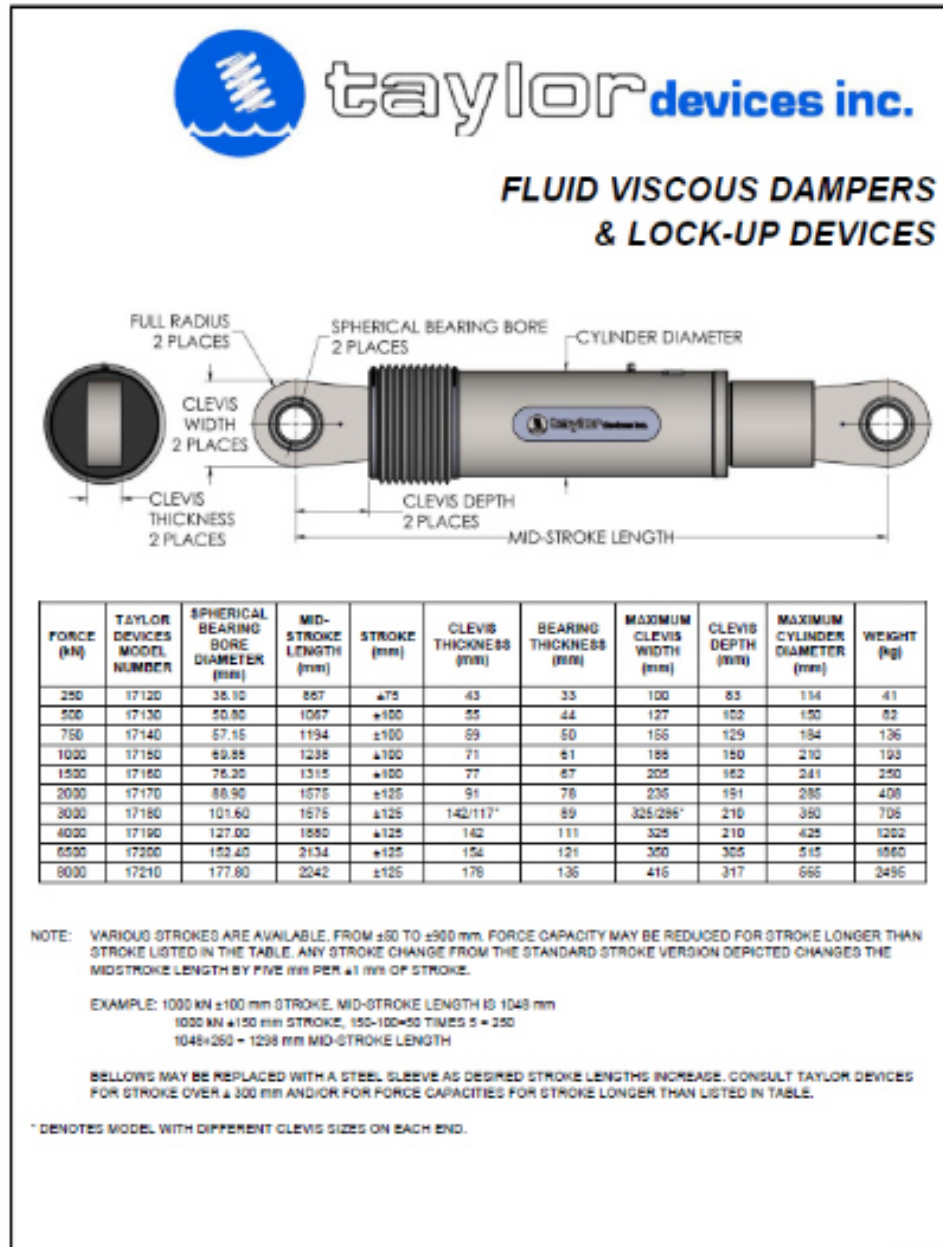 taylor devices inc.
FLUID VISCOUS DAMPERS
& LOCK-UP DEVICES
FULL RADIUS
2 PLACES
SPHERICAL BEARING BORE
2 PLACES
CYLINDER DIAMETER
CLEVIS
WIDTH
2 PLACES
taylor devices inc.
CLEVIS
THICKNESS
2 PLACES
CLEVIS DEPTH
2 PLACES
MID-STROKE LENGTH
FORCE (kN) TAYLOR DEVICES MODEL NUMBER SPHERICAL BEARING BORE DIAMETER (mm) MID-STROKE LENGTH (mm) STROKE (mm) CLEVIS THICKNESS (mm) BEARING THICKNESS (mm) MAXIMUM CLEVIS WIDTH (mm) CLEVIS DEPTH (mm) MAXIMUM CYLINDER DIAMETER (mm) WEIGHT (kg)
250 17120 38.10 867 ±75 43 33 100 83 114 41
500 17130 50.80 1067 ±100 55 44 127 102 150 82
750 17140 57.15 1194 ±100 59 50 155 129 184 136
1000 17150 69.85 1238 ±100 71 61 185 150 210 193
1500 17160 76.20 1315 ±100 77 67 205 162 241 250
2000 17170 88.90 1575 ±125 91 78 235 191 285 408
3000 17180 101.60 1575 ±125 142/117* 89 325/286* 210 350 705
4000 17190 127.00 ±125 142 111 325 210 425 1202
6500 17200 152.40 2134 ±125 154 121 350 305 515 1860
8000 17210 177.80 2242 ±125 178 135 415 317 565 2495
NOTE: VARIOUS STROKES ARE AVAILABLE, FROM ±50 TO ±900 mm. FORCE CAPACITY MAY BE REDUCED FOR STROKE LONGER THAN
STROKE LISTED IN THE TABLE. ANY STROKE CHANGE FROM THE STANDARD STROKE VERSION DEPICTED CHANGES THE
MIDSTROKE LENGTH BY FIVE mm PER ±1 mm OF STROKE.
EXAMPLE: 1000 kN ±100 mm STROKE, MID-STROKE LENGTH IS 1048 mm
1000 kN ±150 mm STROKE, 150-100=50 TIMES 5 = 250
1048+250 = 1298 mm MID-STROKE LENGTH
BELLOWS MAY BE REPLACED WITH A STEEL SLEEVE AS DESIRED STROKE LENGTHS INCREASE. CONSULT TAYLOR DEVICES
FOR STROKE OVER ± 300 mm AND/OR FOR FORCE CAPACITIES FOR STROKE LONGER THAN LISTED IN TABLE.
* DENOTES MODEL WITH DIFFERENT CLEVIS SIZES ON EACH END.